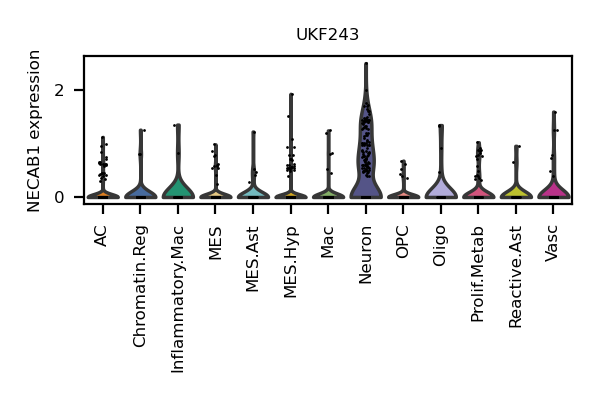 UKF243
NECAB1 expression
2
0
AC
Chromatin.Reg
Inflammatory.Mac
MES
MES.Ast
MES.Hyp
Mac
Neuron
OPC
Oligo
Prolif.Metab
Reactive.Ast
Vasc